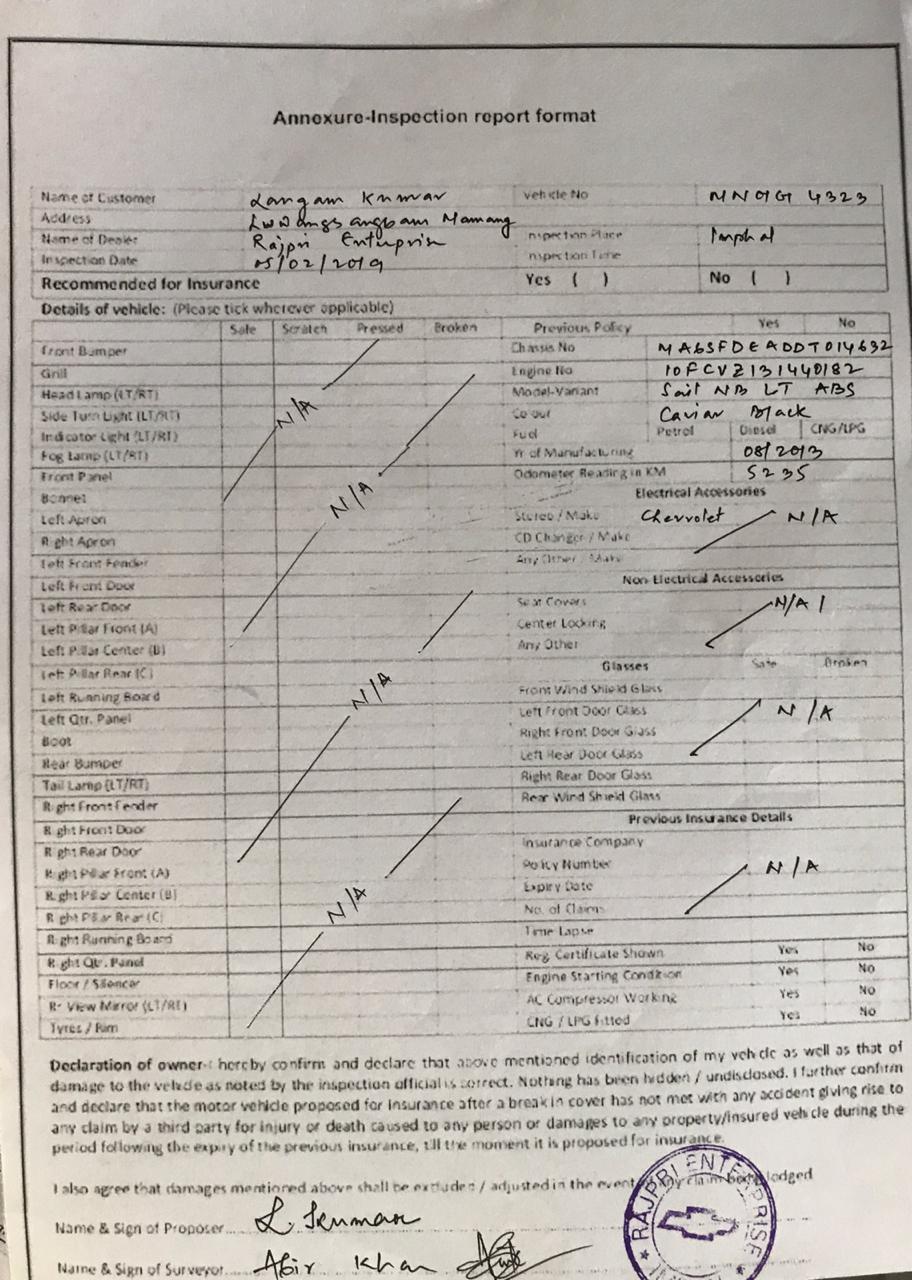 Annexure-Inspection report format
Name of Customer Langam Kumar Vehicle No MN01G 4323
Address Lwangsangbam Mamang
Name of Dealer Rajpri Enterprise Inspection Place Imphal
Inspection Date 05/02/2019 Inspection Time
Recommended for Insurance Yes ( ) No ( )
Details of vehicle: (Please tick wherever applicable)
Safe Scratch Pressed Broken Previous Policy Yes No
Front Bumper Chassis No MA6SFDEADDT014632
Grill Engine No 10FCVZ131440182
Head Lamp (LT/RT) Model-Variant Sail NB LT ABS
Side Turn Light (LT/RT) N/A Colour Caviar Black
Indicator Light (LT/RT) Fuel Petrol Diesel CNG/LPG
Fog Lamp (LT/RT) Yr of Manufacturing 08/2013
Front Panel Odometer Reading in KM 5235
Bonnet N/A Electrical Accessories
Left Apron Stereo / Make Chevrolet N/A
Right Apron CD Changer / Make
Left Front Fender Any Other / Make
Left Front Door Non Electrical Accessories
Left Rear Door Seat Covers N/A
Left Pillar Front (A) Center Locking
Left Pillar Center (B) Any Other
Left Pillar Rear (C) Glasses Safe Broken
Left Running Board N/A Front Wind Shield Glass
Left Qtr. Panel Left Front Door Glass N/A
Boot Right Front Door Glass
Rear Bumper Left Rear Door Glass
Tail Lamp (LT/RT) Right Rear Door Glass
Right Front Fender Rear Wind Shield Glass
Right Front Door Previous Insurance Details
Right Rear Door Insurance Company
Right Pillar Front (A) Policy Number N/A
Right Pillar Center (B) Expiry Date
Right Pillar Rear (C) N/A No. of Claims
Right Running Board Time Lapse
Right Qtr. Panel Reg Certificate Shown Yes No
Floor / Silencer Engine Starting Condition Yes No
Rr View Mirror (LT/RT) AC Compressor Working Yes No
Tyres / Rim CNG / LPG fitted Yes No
Declaration of owner-I hereby confirm and declare that above mentioned identification of my vehicle as well as that of
damage to the vehicle as noted by the inspection official is correct. Nothing has been hidden / undisclosed. I further confirm
and declare that the motor vehicle proposed for Insurance after a break in cover has not met with any accident giving rise to
any claim by a third party for injury or death caused to any person or damages to any property/insured vehicle during the
period following the expiry of the previous insurance, till the moment it is proposed for insurance.
I also agree that damages mentioned above shall be excluded / adjusted in the event of any claim being lodged
Name & Sign of Proposer.... L Kumar
Name & Sign of Surveyor.... Abir Khan
RAJPRI ENTERPRISE